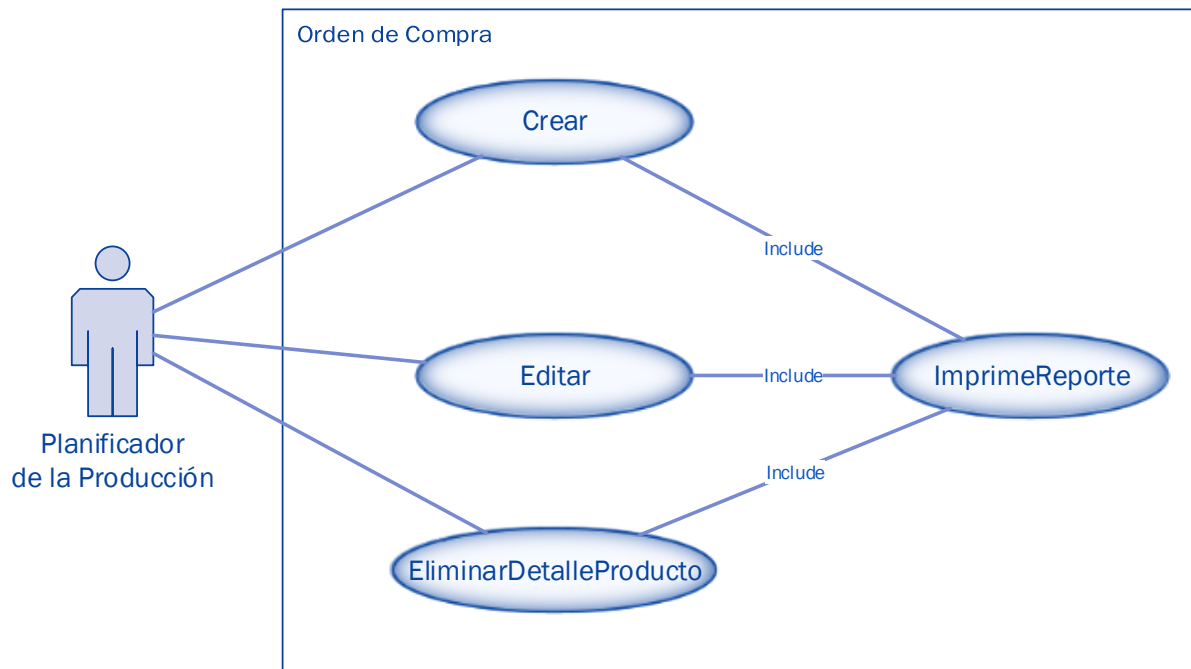 Orden de Compra
Crear
Include
Editar
Include
ImprimeReporte
Planificador
de la Producción
Include
EliminarDetalleProducto